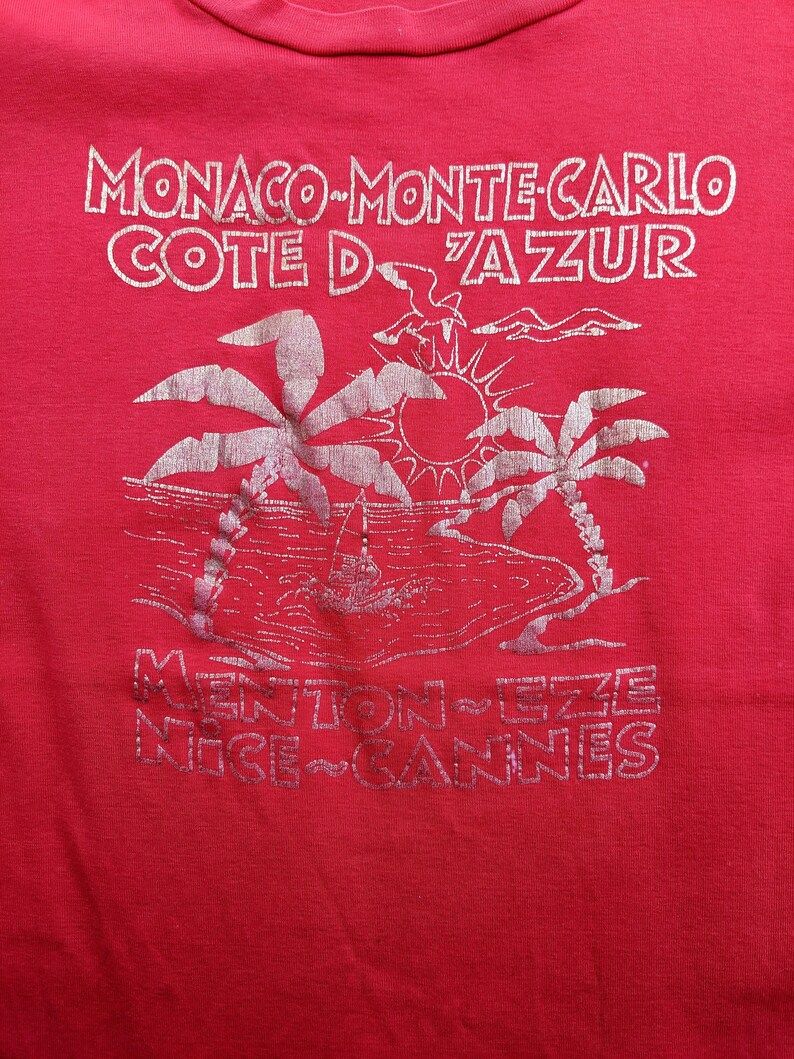 MONACO~MONTE-CARLO
COTE D 'AZUR
MENTON~EZE
NiCE~CANNES